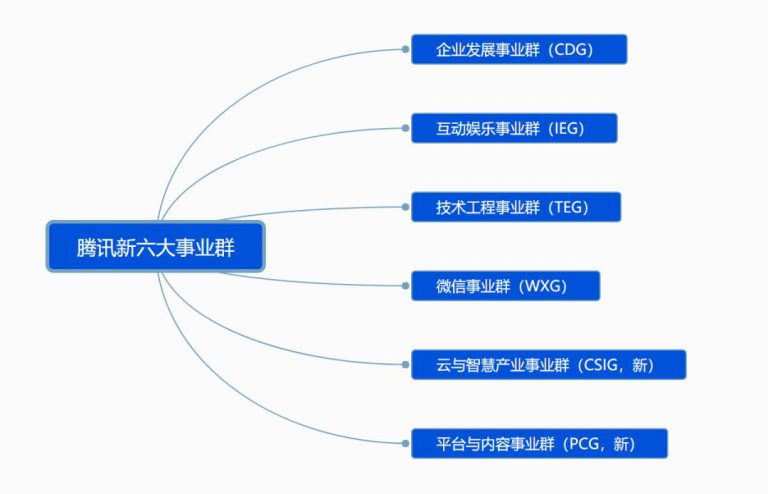 企业发展事业群（CDG）
互动娱乐事业群（IEG）
技术工程事业群（TEG）
腾讯新六大事业群
微信事业群（WXG）
云与智慧产业事业群（CSIG，新）
平台与内容事业群（PCG，新）